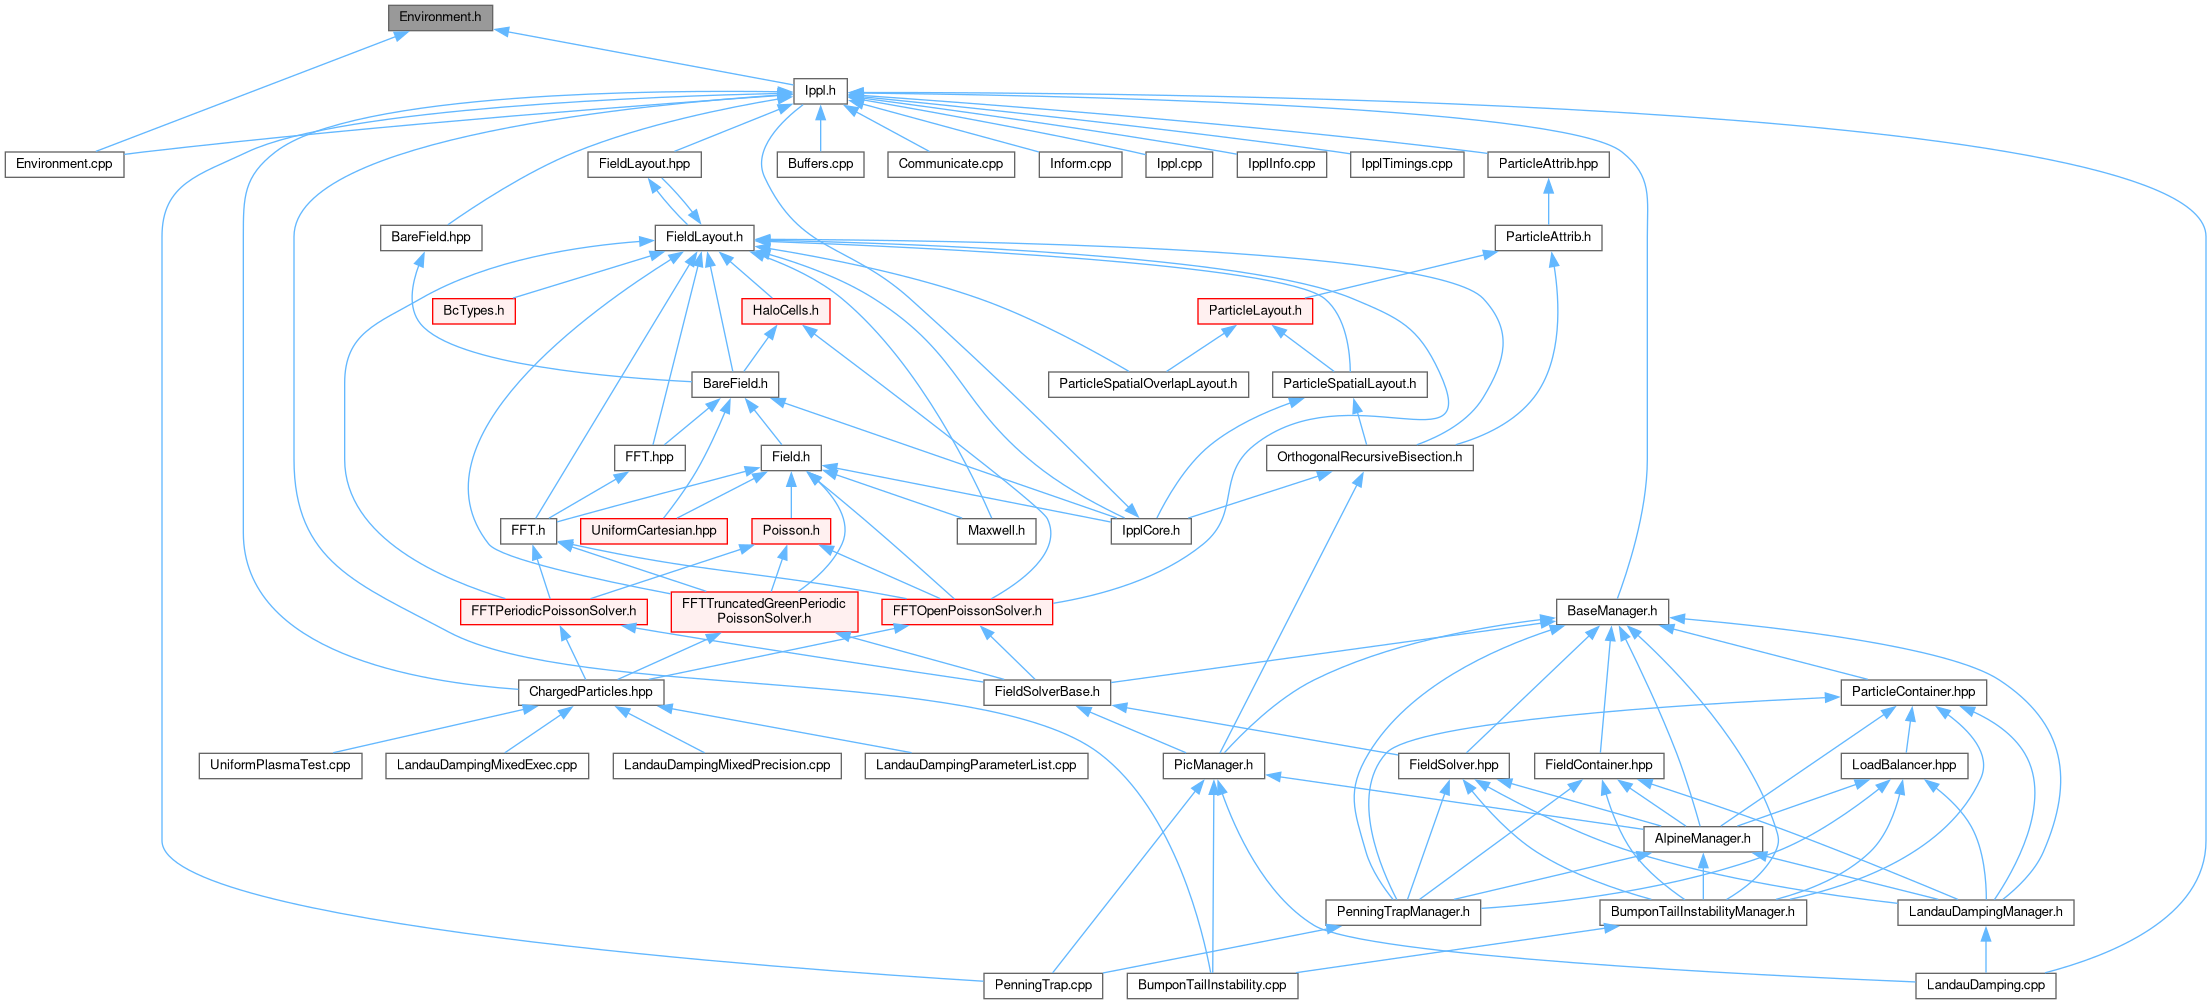 Environment.h
Ippl.h
Environment.cpp
FieldLayout.hpp
Buffers.cpp
Communicate.cpp
Inform.cpp
Ippl.cpp
IpplInfo.cpp
IpplTimings.cpp
ParticleAttrib.hpp
BareField.hpp
FieldLayout.h
ParticleAttrib.h
BcTypes.h
HaloCells.h
ParticleLayout.h
BareField.h
ParticleSpatialOverlapLayout.h
ParticleSpatialLayout.h
FFT.hpp
Field.h
OrthogonalRecursiveBisection.h
FFT.h
UniformCartesian.hpp
Poisson.h
Maxwell.h
IpplCore.h
FFTPeriodicPoissonSolver.h
FFTTruncatedGreenPeriodic
PoissonSolver.h
FFTOpenPoissonSolver.h
BaseManager.h
ChargedParticles.hpp
FieldSolverBase.h
ParticleContainer.hpp
UniformPlasmaTest.cpp
LandauDampingMixedExec.cpp
LandauDampingMixedPrecision.cpp
LandauDampingParameterList.cpp
PicManager.h
FieldSolver.hpp
FieldContainer.hpp
LoadBalancer.hpp
AlpineManager.h
PenningTrapManager.h
BumponTailInstabilityManager.h
LandauDampingManager.h
PenningTrap.cpp
BumponTailInstability.cpp
LandauDamping.cpp